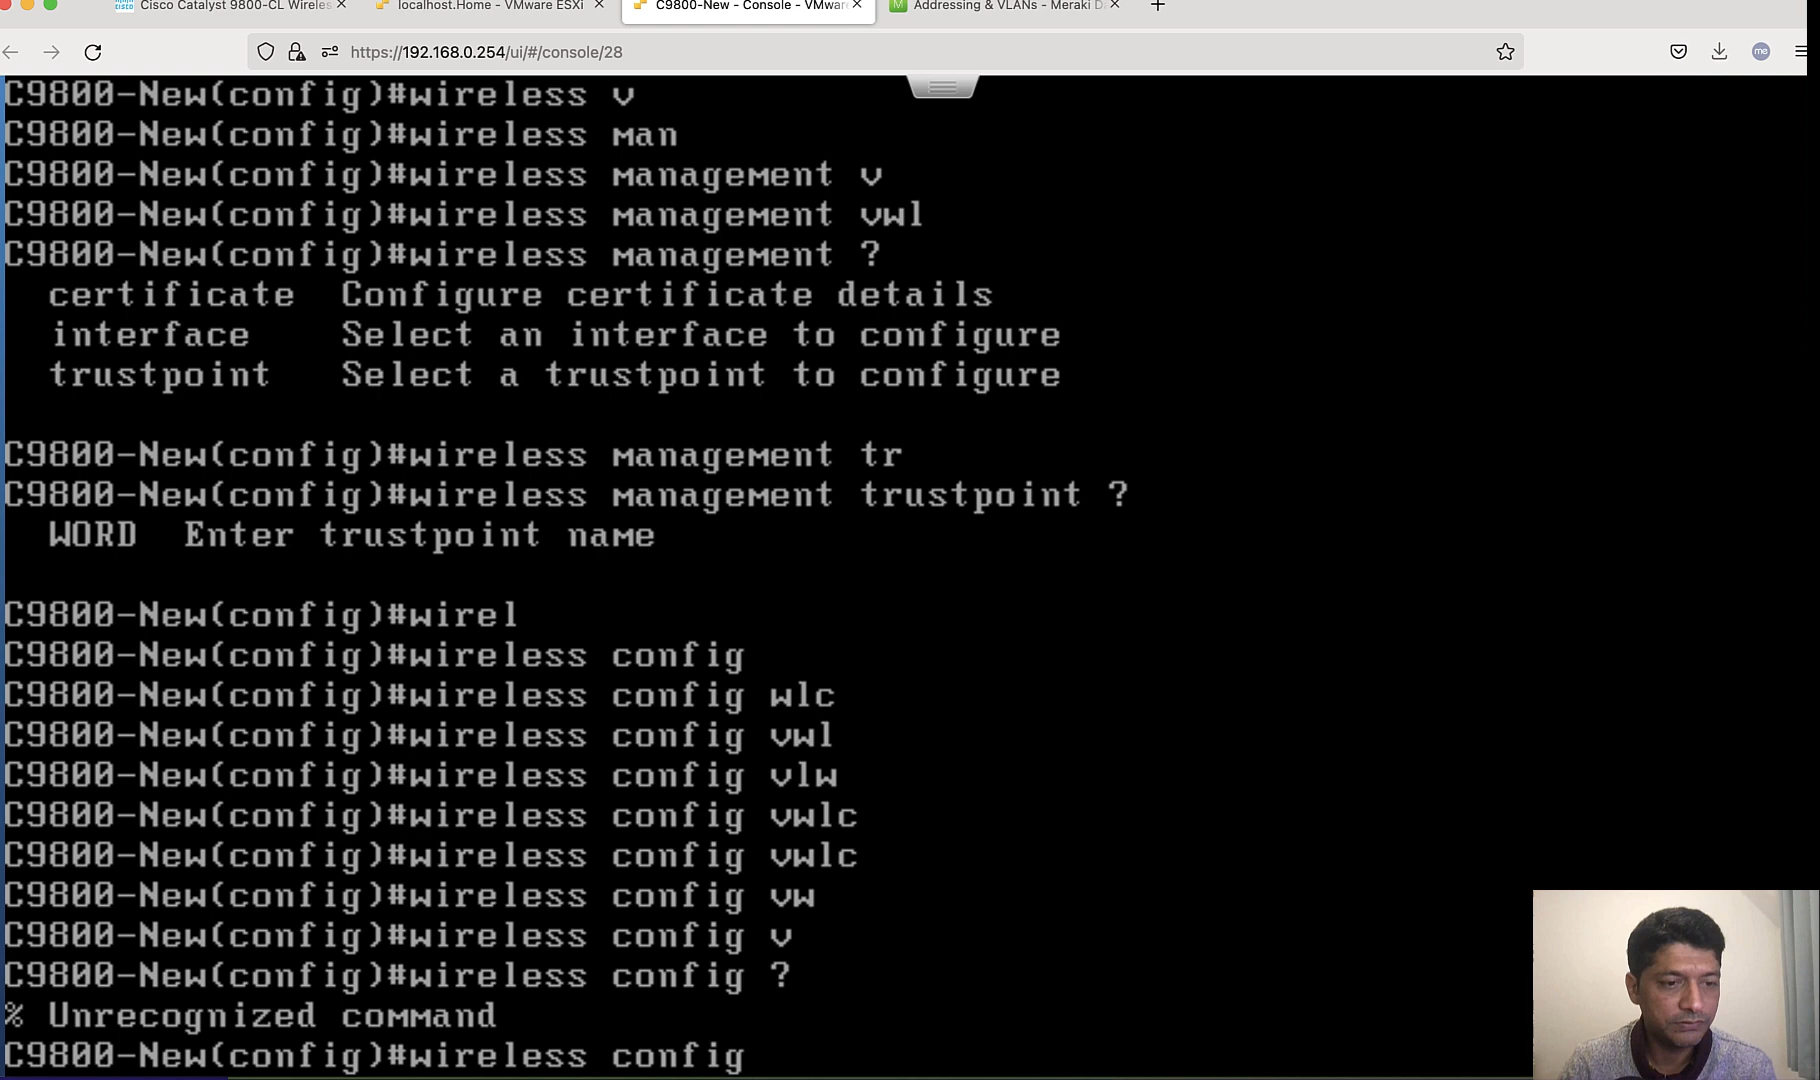 Cisco Catalyst 9800-CL Wireles
localhost.Home - VMware ESXi
C9800-New - Console - VMware
Addressing & VLANs - Meraki D
https://192.168.0.254/ui/#/console/28
me
C9800-New(config)#wireless v
C9800-New(config)#wireless man
C9800-New(config)#wireless management v
C9800-New(config)#wireless management vwl
C9800-New(config)#wireless management ?
certificate Configure certificate details
interface Select an interface to configure
trustpoint Select a trustpoint to configure
C9800-New(config)#wireless management tr
C9800-New(config)#wireless management trustpoint ?
WORD Enter trustpoint name
C9800-New(config)#wirel
C9800-New(config)#wireless config
C9800-New(config)#wireless config wlc
C9800-New(config)#wireless config vwl
C9800-New(config)#wireless config vlw
C9800-New(config)#wireless config vwlc
C9800-New(config)#wireless config vwlc
C9800-New(config)#wireless config vw
C9800-New(config)#wireless config v
C9800-New(config)#wireless config ?
% Unrecognized command
C9800-New(config)#wireless config